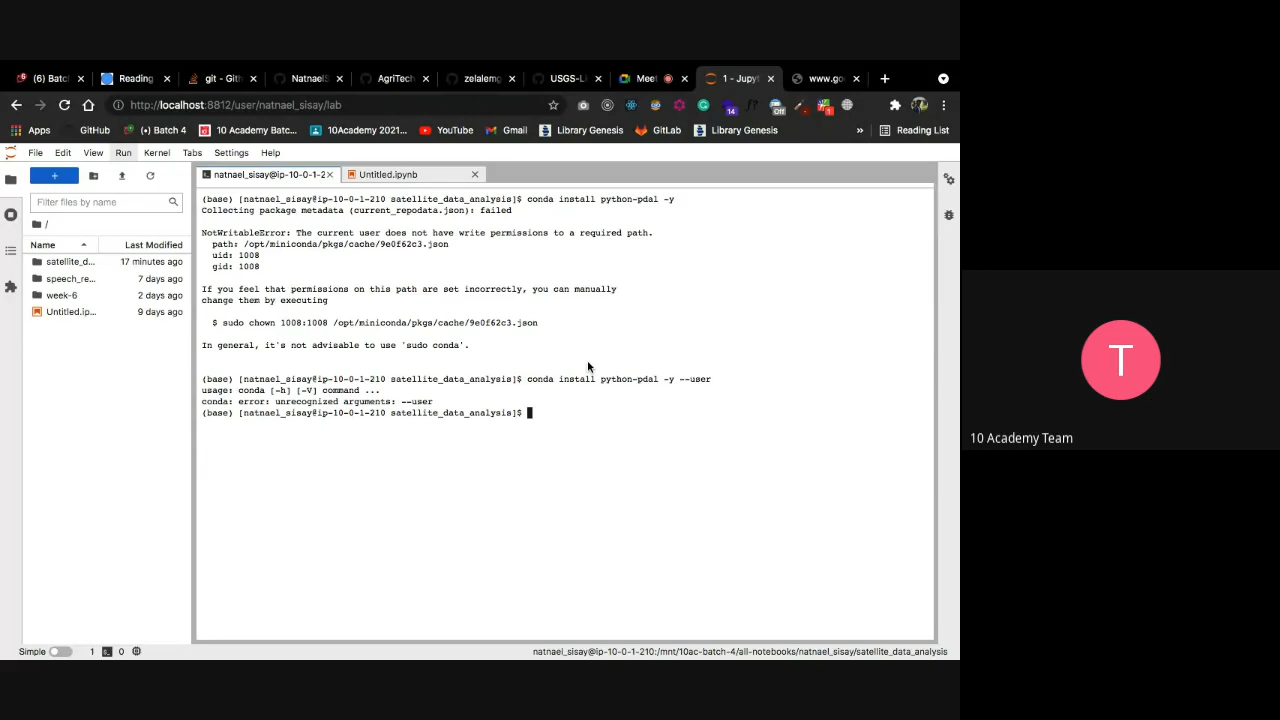 (6) Batc
Reading
git - Gith
NatnaelS
AgriTech
zelalemg
USGS-Li
Meet
1 - Jupyt
www.go
http://localhost:8812/user/natnael_sisay/lab
14
Off
Apps
GitHub
(•) Batch 4
10 Academy Batc...
10Academy 2021...
YouTube
Gmail
Library Genesis
GitLab
Library Genesis
»
Reading List
File
Edit
View
Run
Kernel
Tabs
Settings
Help
natnael_sisay@ip-10-0-1-2
Untitled.ipynb
Filter files by name
/
Name
Last Modified
satellite_d... 17 minutes ago
speech_re... 7 days ago
week-6 2 days ago
Untitled.ip... 9 days ago
(base) [natnael_sisay@ip-10-0-1-210 satellite_data_analysis]$ conda install python-pdal -y
Collecting package metadata (current_repodata.json): failed
NotWritableError: The current user does not have write permissions to a required path.
path: /opt/miniconda/pkgs/cache/9e0f62c3.json
uid: 1008
gid: 1008
If you feel that permissions on this path are set incorrectly, you can manually
change them by executing
$ sudo chown 1008:1008 /opt/miniconda/pkgs/cache/9e0f62c3.json
In general, it's not advisable to use 'sudo conda'.
(base) [natnael_sisay@ip-10-0-1-210 satellite_data_analysis]$ conda install python-pdal -y --user
usage: conda [-h] [-V] command ...
conda: error: unrecognized arguments: --user
(base) [natnael_sisay@ip-10-0-1-210 satellite_data_analysis]$
Simple
1
0
natnael_sisay@ip-10-0-1-210:/mnt/10ac-batch-4/all-notebooks/natnael_sisay/satellite_data_analysis
T
10 Academy Team